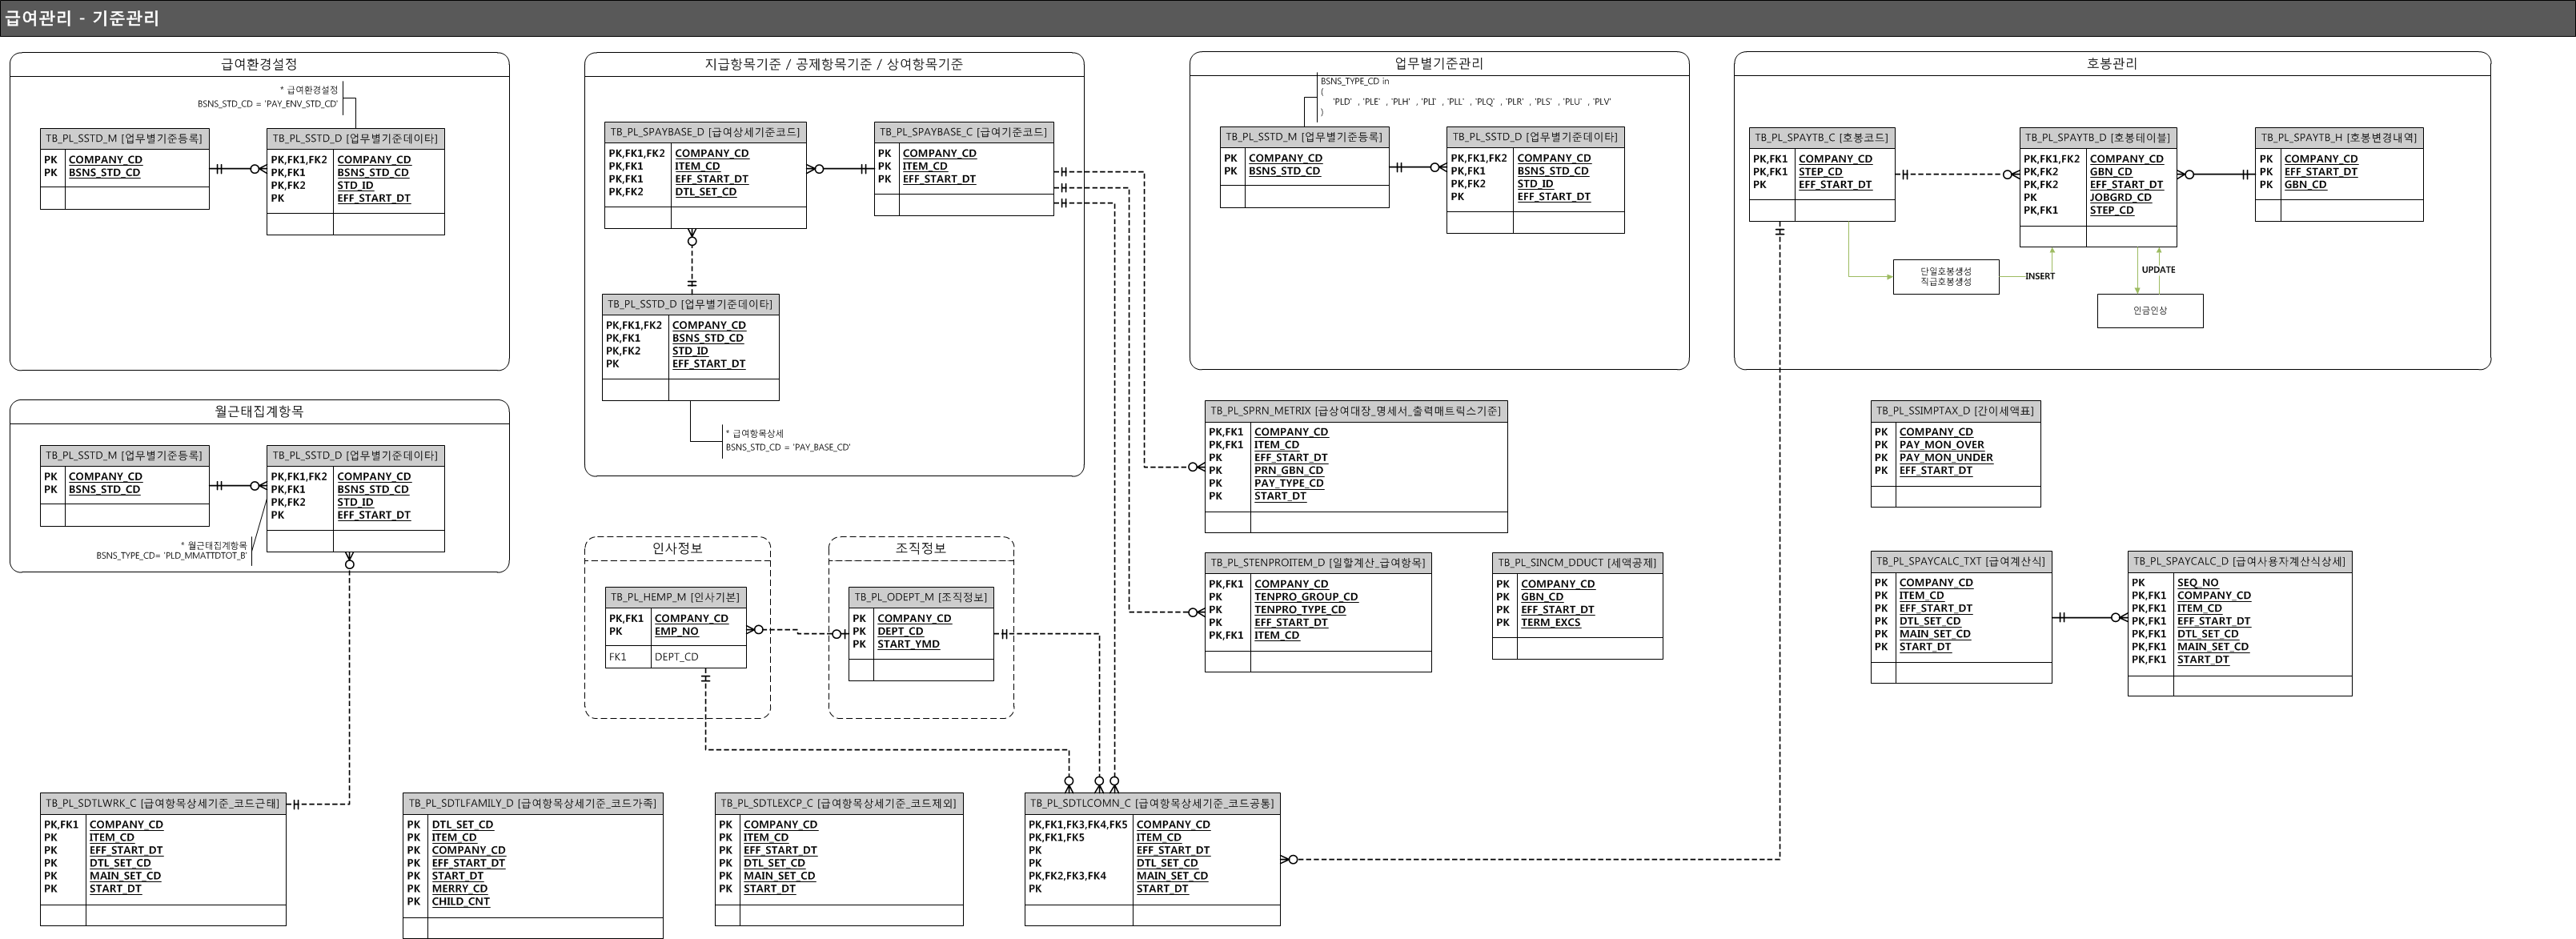 급여관리 - 기준관리
급여환경설정
* 급여환경설정
BSNS_STD_CD = 'PAY_ENV_STD_CD'
TB_PL_SSTD_M [업무별기준등록]
PK COMPANY_CD
PK BSNS_STD_CD
TB_PL_SSTD_D [업무별기준데이타]
PK,FK1,FK2 COMPANY_CD
PK,FK1 BSNS_STD_CD
PK,FK2 STD_ID
PK EFF_START_DT
지급항목기준 / 공제항목기준 / 상여항목기준
TB_PL_SPAYBASE_D [급여상세기준코드]
PK,FK1,FK2 COMPANY_CD
PK,FK1 ITEM_CD
PK,FK1 EFF_START_DT
PK,FK2 DTL_SET_CD
TB_PL_SPAYBASE_C [급여기준코드]
PK COMPANY_CD
PK ITEM_CD
PK EFF_START_DT
TB_PL_SSTD_D [업무별기준데이타]
PK,FK1,FK2 COMPANY_CD
PK,FK1 BSNS_STD_CD
PK,FK2 STD_ID
PK EFF_START_DT
* 급여항목상세
BSNS_STD_CD = 'PAY_BASE_CD'
업무별기준관리
BSNS_TYPE_CD in
(
'PLD' , 'PLE' , 'PLH' , 'PLI' , 'PLL' , 'PLQ' , 'PLR' , 'PLS' , 'PLU' , 'PLV'
)
TB_PL_SSTD_M [업무별기준등록]
PK COMPANY_CD
PK BSNS_STD_CD
TB_PL_SSTD_D [업무별기준데이타]
PK,FK1,FK2 COMPANY_CD
PK,FK1 BSNS_STD_CD
PK,FK2 STD_ID
PK EFF_START_DT
호봉관리
TB_PL_SPAYTB_C [호봉코드]
PK,FK1 COMPANY_CD
PK,FK1 STEP_CD
PK EFF_START_DT
TB_PL_SPAYTB_D [호봉테이블]
PK,FK1,FK2 COMPANY_CD
PK,FK2 GBN_CD
PK,FK2 EFF_START_DT
PK JOBGRD_CD
PK,FK1 STEP_CD
TB_PL_SPAYTB_H [호봉변경내역]
PK COMPANY_CD
PK EFF_START_DT
PK GBN_CD
단일호봉생성
직급호봉생성
INSERT
UPDATE
인금인상
월근태집계항목
TB_PL_SSTD_M [업무별기준등록]
PK COMPANY_CD
PK BSNS_STD_CD
TB_PL_SSTD_D [업무별기준데이타]
PK,FK1,FK2 COMPANY_CD
PK,FK1 BSNS_STD_CD
PK,FK2 STD_ID
PK EFF_START_DT
* 월근태집계항목
BSNS_TYPE_CD= 'PLD_MMATTDTOT_B'
TB_PL_SPRN_METRIX [급상여대장_명세서_출력매트릭스기준]
PK,FK1 COMPANY_CD
PK,FK1 ITEM_CD
PK EFF_START_DT
PK PRN_GBN_CD
PK PAY_TYPE_CD
PK START_DT
TB_PL_SSIMPTAX_D [간이세액표]
PK COMPANY_CD
PK PAY_MON_OVER
PK PAY_MON_UNDER
PK EFF_START_DT
인사정보
TB_PL_HEMP_M [인사기본]
PK,FK1 COMPANY_CD
PK EMP_NO
FK1 DEPT_CD
조직정보
TB_PL_ODEPT_M [조직정보]
PK COMPANY_CD
PK DEPT_CD
PK START_YMD
TB_PL_STENPROITEM_D [일할계산_급여항목]
PK,FK1 COMPANY_CD
PK TENPRO_GROUP_CD
PK TENPRO_TYPE_CD
PK EFF_START_DT
PK,FK1 ITEM_CD
TB_PL_SINCM_DDUCT [세액공제]
PK COMPANY_CD
PK GBN_CD
PK EFF_START_DT
PK TERM_EXCS
TB_PL_SPAYCALC_TXT [급여계산식]
PK COMPANY_CD
PK ITEM_CD
PK EFF_START_DT
PK DTL_SET_CD
PK MAIN_SET_CD
PK START_DT
TB_PL_SPAYCALC_D [급여사용자계산식상세]
PK SEQ_NO
PK,FK1 COMPANY_CD
PK,FK1 ITEM_CD
PK,FK1 EFF_START_DT
PK,FK1 DTL_SET_CD
PK,FK1 MAIN_SET_CD
PK,FK1 START_DT
TB_PL_SDTLWRK_C [급여항목상세기준_코드근태]
PK,FK1 COMPANY_CD
PK ITEM_CD
PK EFF_START_DT
PK DTL_SET_CD
PK MAIN_SET_CD
PK START_DT
TB_PL_SDTLFAMILY_D [급여항목상세기준_코드가족]
PK DTL_SET_CD
PK ITEM_CD
PK COMPANY_CD
PK EFF_START_DT
PK START_DT
PK MERRY_CD
PK CHILD_CNT
TB_PL_SDTLEXCP_C [급여항목상세기준_코드제외]
PK COMPANY_CD
PK ITEM_CD
PK EFF_START_DT
PK DTL_SET_CD
PK MAIN_SET_CD
PK START_DT
TB_PL_SDTLCOMN_C [급여항목상세기준_코드공통]
PK,FK1,FK3,FK4,FK5 COMPANY_CD
PK,FK1,FK5 ITEM_CD
PK EFF_START_DT
PK DTL_SET_CD
PK,FK2,FK3,FK4 MAIN_SET_CD
PK START_DT